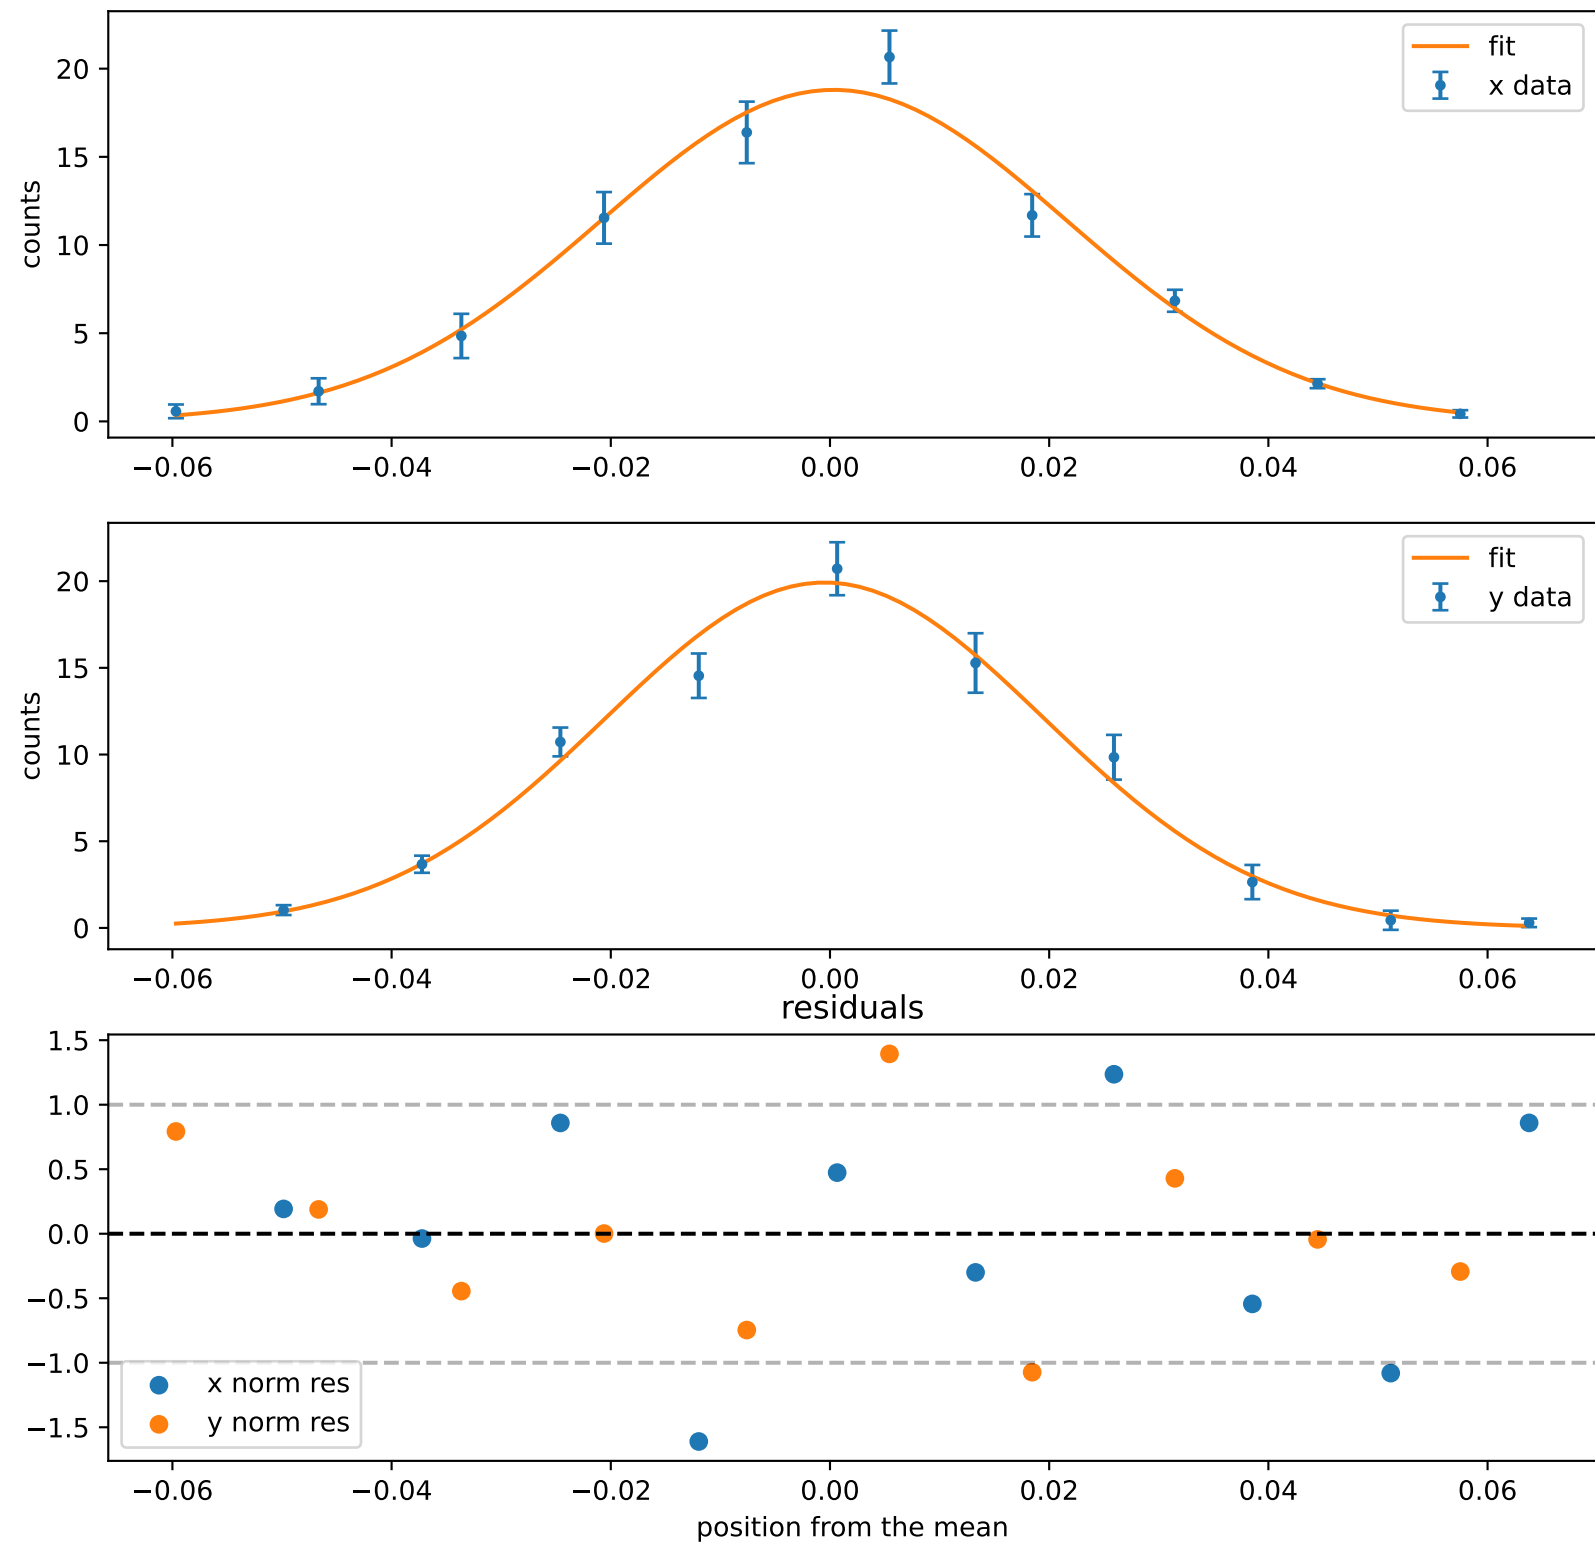 fit
x data
20
15
10
5
0
counts
−0.06 −0.04 −0.02 0.00 0.02 0.04 0.06
fit
y data
20
15
10
5
0
counts
−0.06 −0.04 −0.02 0.00 0.02 0.04 0.06
residuals
1.5
1.0
0.5
0.0
−0.5
−1.0
−1.5
x norm res
y norm res
−0.06 −0.04 −0.02 0.00 0.02 0.04 0.06
position from the mean